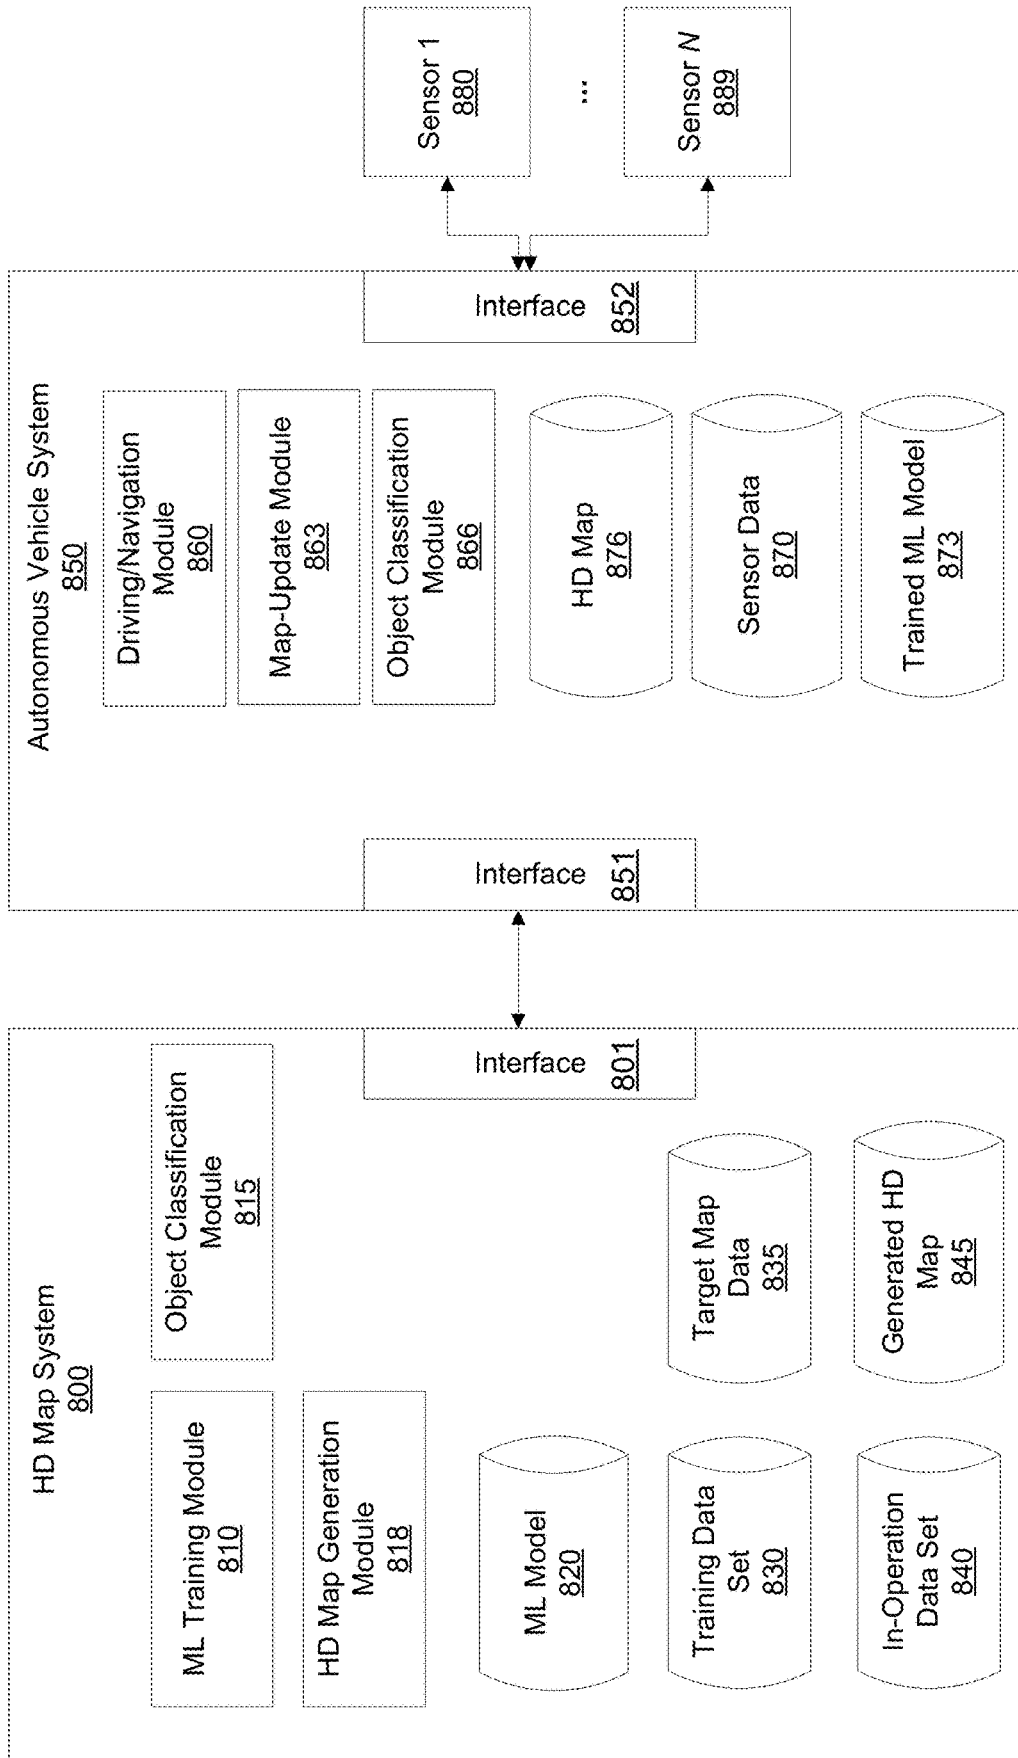 HD Map System
800
ML Training Module
810
Object Classification
Module
815
HD Map Generation
Module
818
ML Model
820
Training Data
Set
830
Target Map
Data
835
In-Operation
Data Set
840
Generated HD
Map 845
Interface 801
Autonomous Vehicle System
850
Interface 851
Driving/Navigation
Module
860
Map-Update Module
863
Object Classification
Module
866
HD Map
876
Sensor Data
870
Trained ML Model
873
Interface 852
Sensor 1
880
...
Sensor N
889